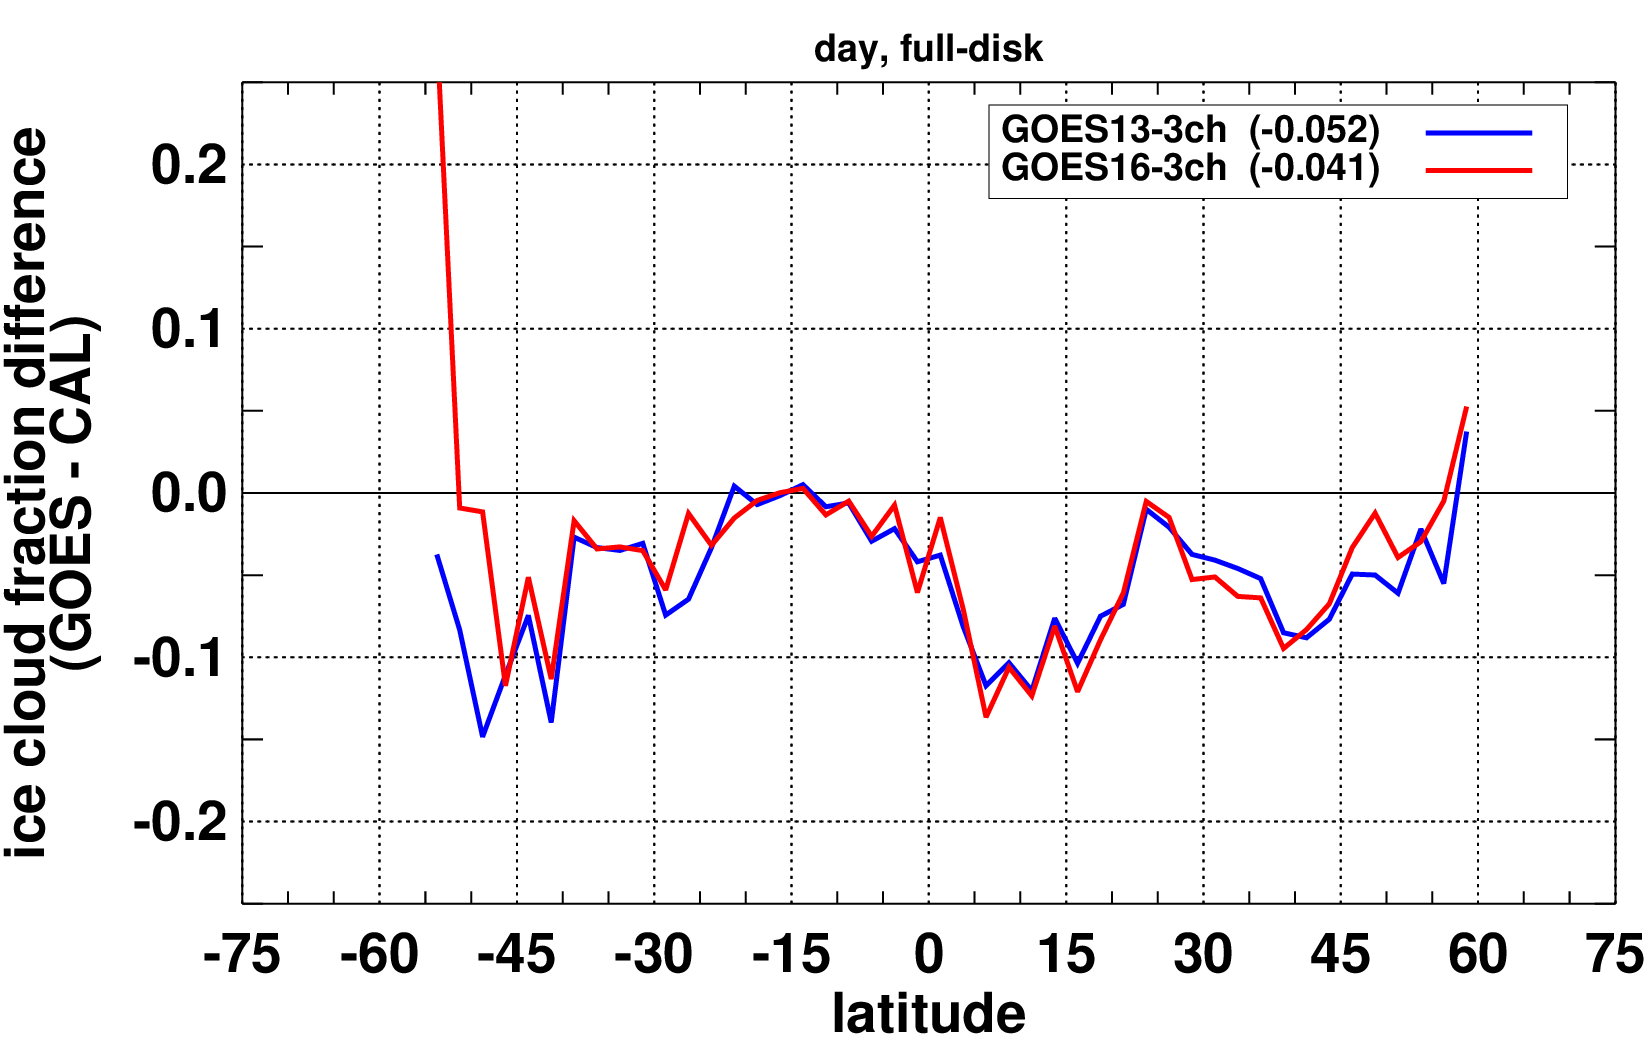 day, full-disk
GOES13-3ch (-0.052)
GOES16-3ch (-0.041)
ice cloud fraction difference
(GOES - CAL)
0.2
0.1
0.0
-0.1
-0.2
-75 -60 -45 -30 -15 0 15 30 45 60 75
latitude